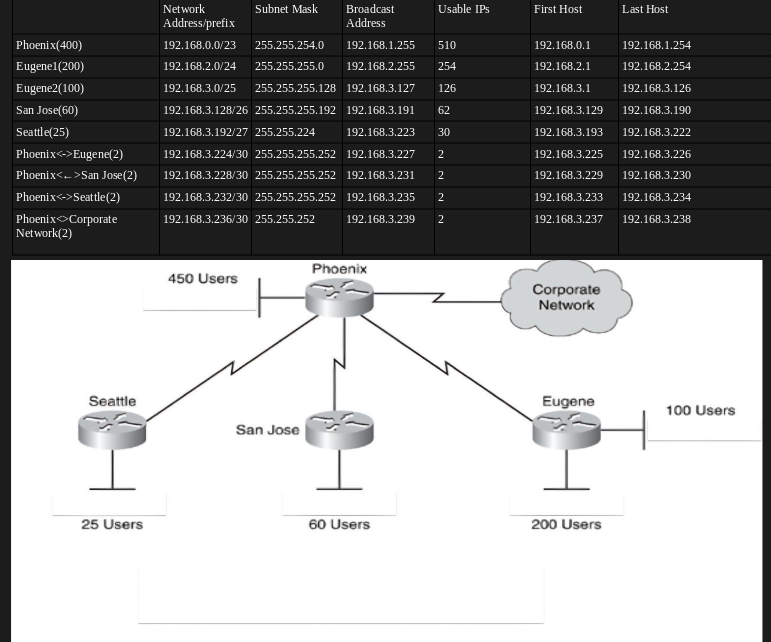 Network Address/prefix Subnet Mask Broadcast Address Usable IPs First Host Last Host
Phoenix(400) 192.168.0.0/23 255.255.254.0 192.168.1.255 510 192.168.0.1 192.168.1.254
Eugene1(200) 192.168.2.0/24 255.255.255.0 192.168.2.255 254 192.168.2.1 192.168.2.254
Eugene2(100) 192.168.3.0/25 255.255.255.128 192.168.3.127 126 192.168.3.1 192.168.3.126
San Jose(60) 192.168.3.128/26 255.255.255.192 192.168.3.191 62 192.168.3.129 192.168.3.190
Seattle(25) 192.168.3.192/27 255.255.224 192.168.3.223 30 192.168.3.193 192.168.3.222
Phoenix<->Eugene(2) 192.168.3.224/30 255.255.255.252 192.168.3.227 2 192.168.3.225 192.168.3.226
Phoenix<←>San Jose(2) 192.168.3.228/30 255.255.255.252 192.168.3.231 2 192.168.3.229 192.168.3.230
Phoenix<->Seattle(2) 192.168.3.232/30 255.255.255.252 192.168.3.235 2 192.168.3.233 192.168.3.234
Phoenix<>Corporate Network(2) 192.168.3.236/30 255.255.252 192.168.3.239 2 192.168.3.237 192.168.3.238
Phoenix
450 Users
Corporate
Network
Seattle
San Jose
Eugene
100 Users
25 Users
60 Users
200 Users